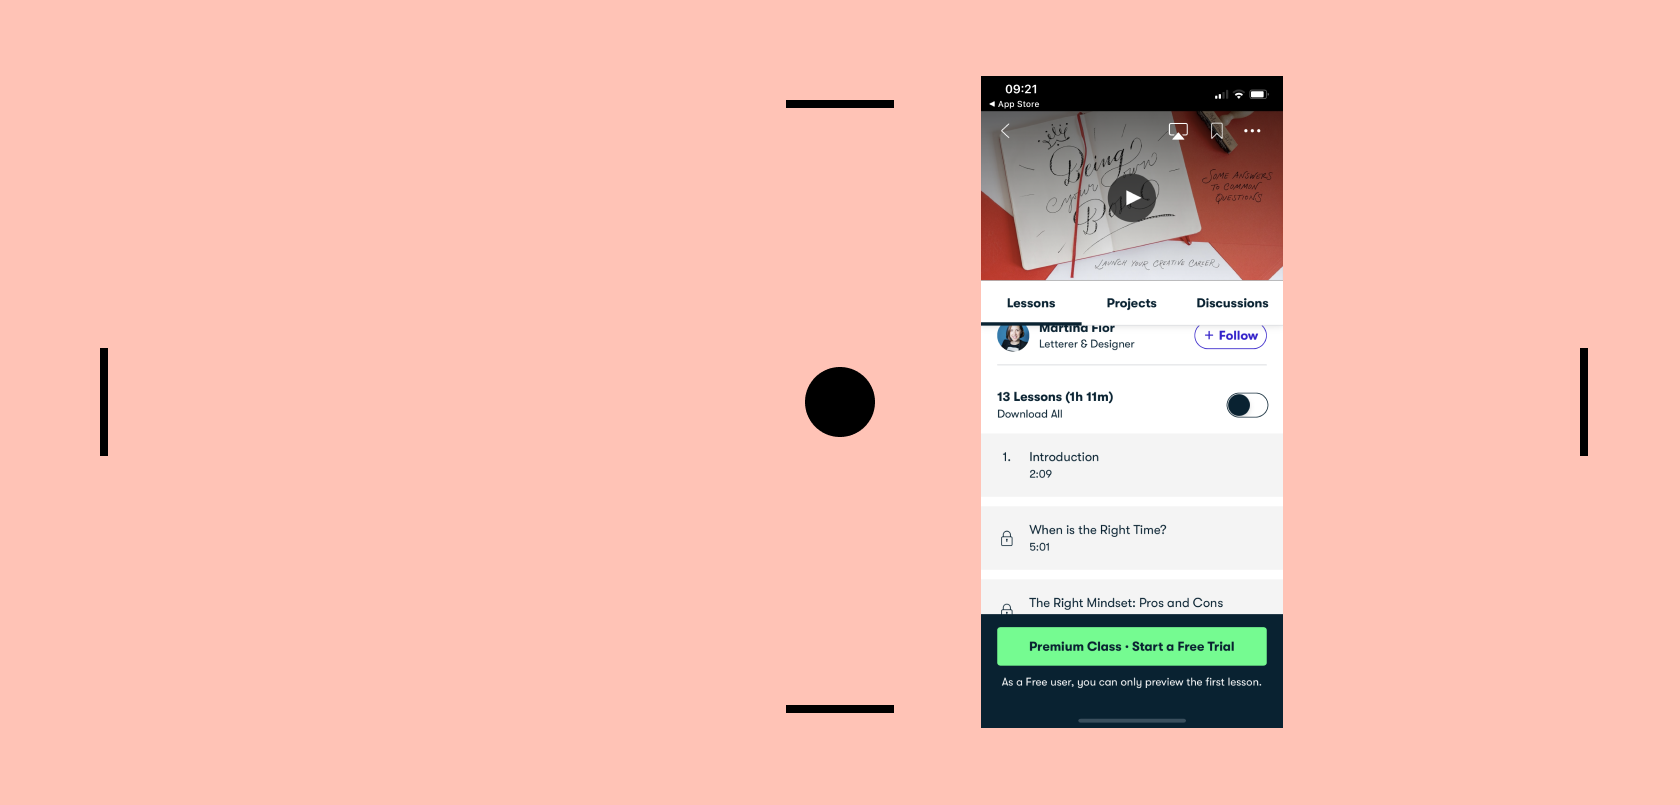 09:21
◀ App Store
Being
your own
Boss
SOME ANSWERS
TO COMMON
QUESTIONS
LAUNCH YOUR CREATIVE CAREER
Lessons Projects Discussions
Martina Flor
Letterer & Designer
+ Follow
13 Lessons (1h 11m)
Download All
1. Introduction
2:09
When is the Right Time?
5:01
The Right Mindset: Pros and Cons
Premium Class · Start a Free Trial
As a Free user, you can only preview the first lesson.